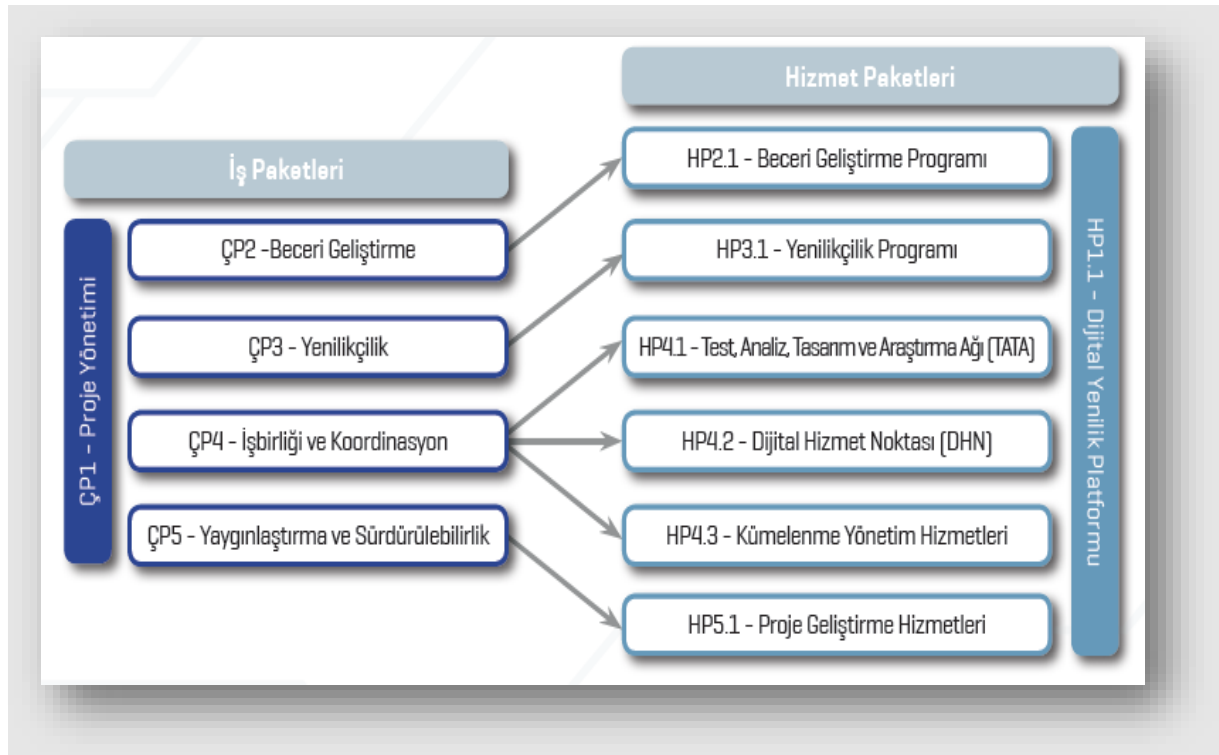 Hizmet Paketleri
İş Paketleri
ÇP1 - Proje Yönetimi
ÇP2 -Beceri Geliştirme
ÇP3 - Yenilikçilik
ÇP4 - İşbirliği ve Koordinasyon
ÇP5 - Yaygınlaştırma ve Sürdürülebilirlik
HP2.1 - Beceri Geliştirme Programı
HP3.1 - Yenilikçilik Programı
HP4.1 - Test, Analiz, Tasarım ve Araştırma Ağı (TATA)
HP4.2 - Dijital Hizmet Noktası (DHN)
HP4.3 - Kümelenme Yönetim Hizmetleri
HP5.1 - Proje Geliştirme Hizmetleri
HP1.1 - Dijital Yenilik Platformu